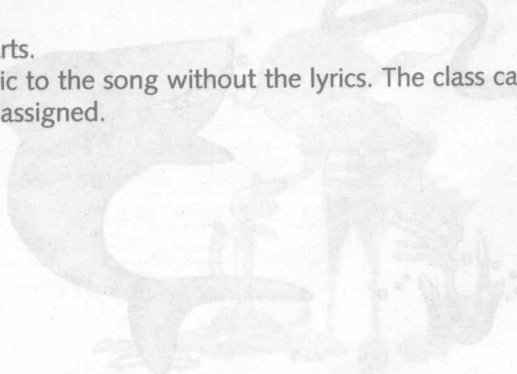 rts.
ic to the song without the lyrics. The class ca
assigned.